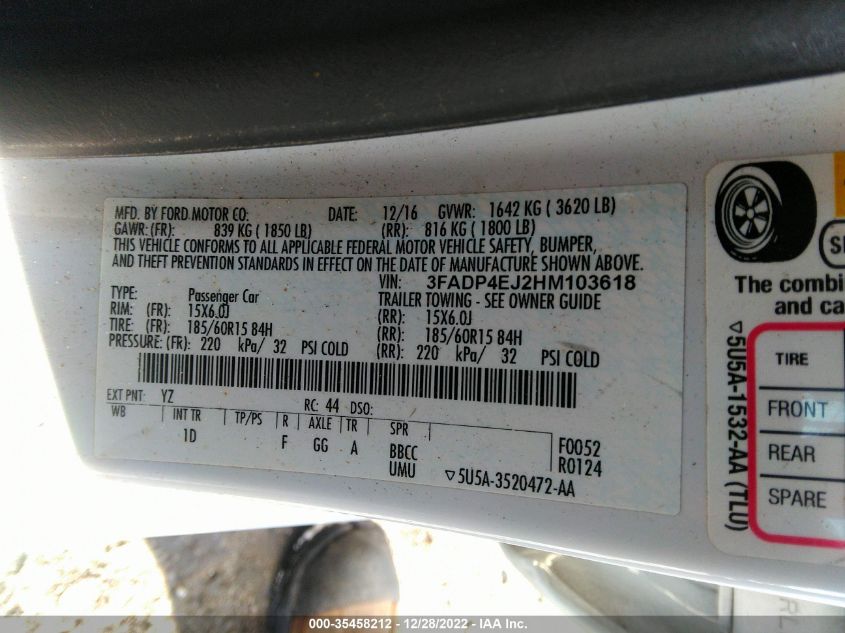 MFD. BY FORD MOTOR CO. DATE: 12/16 GVWR: 1642 KG ( 3620 LB)
GAWR: (FR): 839 KG ( 1850 LB) (RR): 816 KG ( 1800 LB)
THIS VEHICLE CONFORMS TO ALL APPLICABLE FEDERAL MOTOR VEHICLE SAFETY, BUMPER,
AND THEFT PREVENTION STANDARDS IN EFFECT ON THE DATE OF MANUFACTURE SHOWN ABOVE.
VIN: 3FADP4EJ2HM103618
TYPE: Passenger Car TRAILER TOWING - SEE OWNER GUIDE
RIM: (FR): 15X6.0J (RR): 15X6.0J
TIRE: (FR): 185/60R15 84H (RR): 185/60R15 84H
PRESSURE: (FR): 220 kPa/ 32 PSI COLD (RR): 220 kPa/ 32 PSI COLD
EXT PNT: YZ RC: 44 DSO:
WB INT TR TP/PS R AXLE TR SPR
1D F GG A BBCC F0052
UMU R0124
▽5U5A-3520472-AA
The combi
and ca
▽5U5A-1532-AA (TLU)
TIRE
FRONT
REAR
SPARE
000-35458212 - 12/28/2022 - IAA Inc.